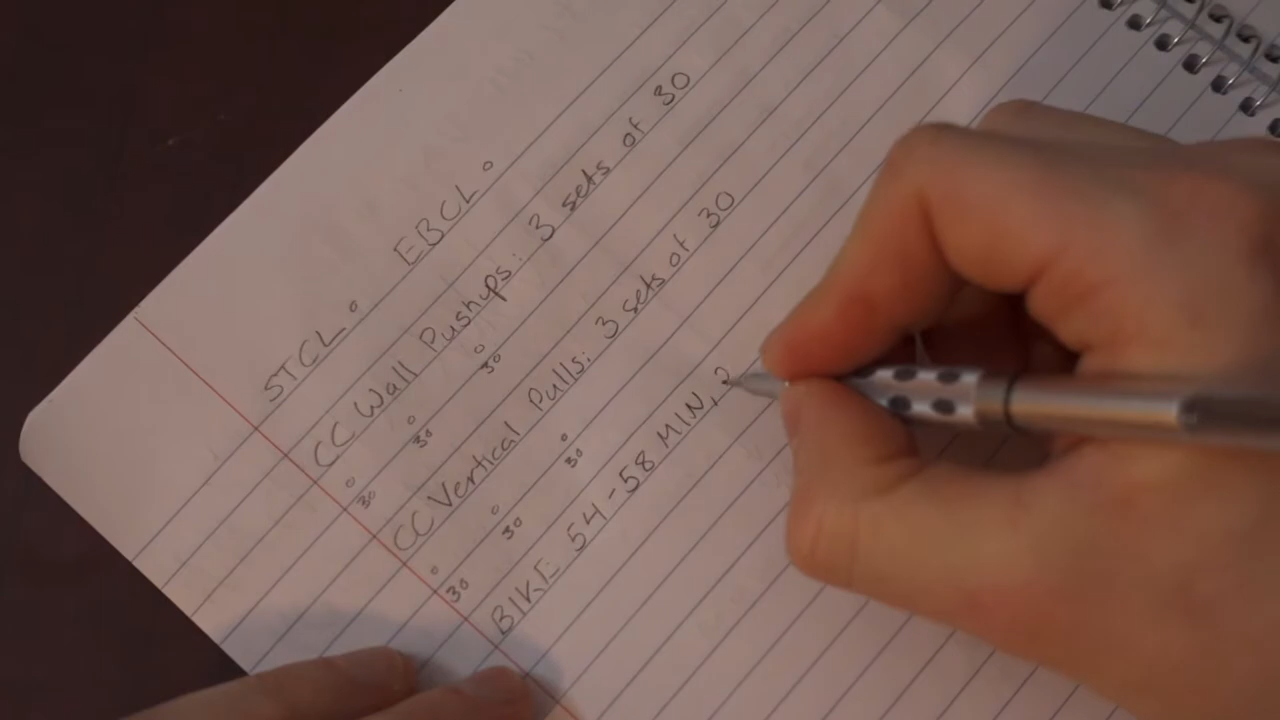 STCL° EBCL°
CC Wall Pushups: 3 sets of 30
° ° °
30 30 30
CC Vertical Pulls: 3 sets of 30
° ° °
30 30 30
BIKE 54-58 MIN, 2